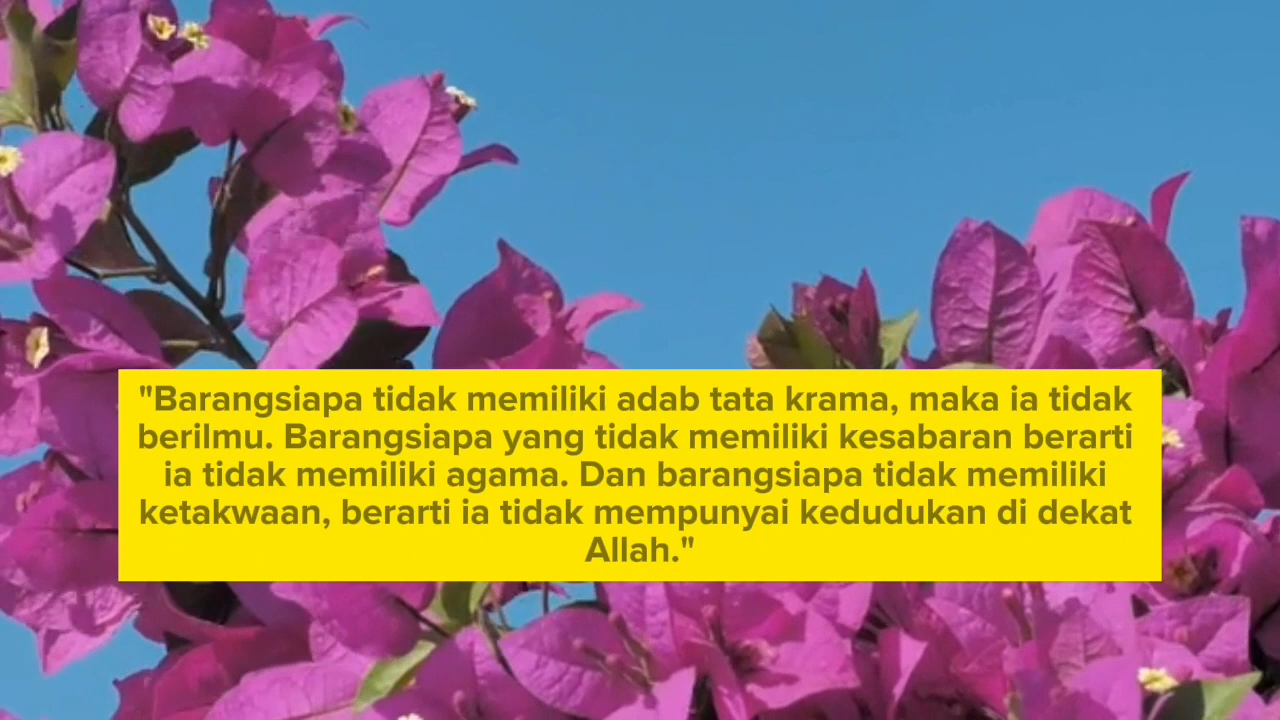 "Barangsiapa tidak memiliki adab tata krama, maka ia tidak
berilmu. Barangsiapa yang tidak memiliki kesabaran berarti
ia tidak memiliki agama. Dan barangsiapa tidak memiliki
ketakwaan, berarti ia tidak mempunyai kedudukan di dekat
Allah."